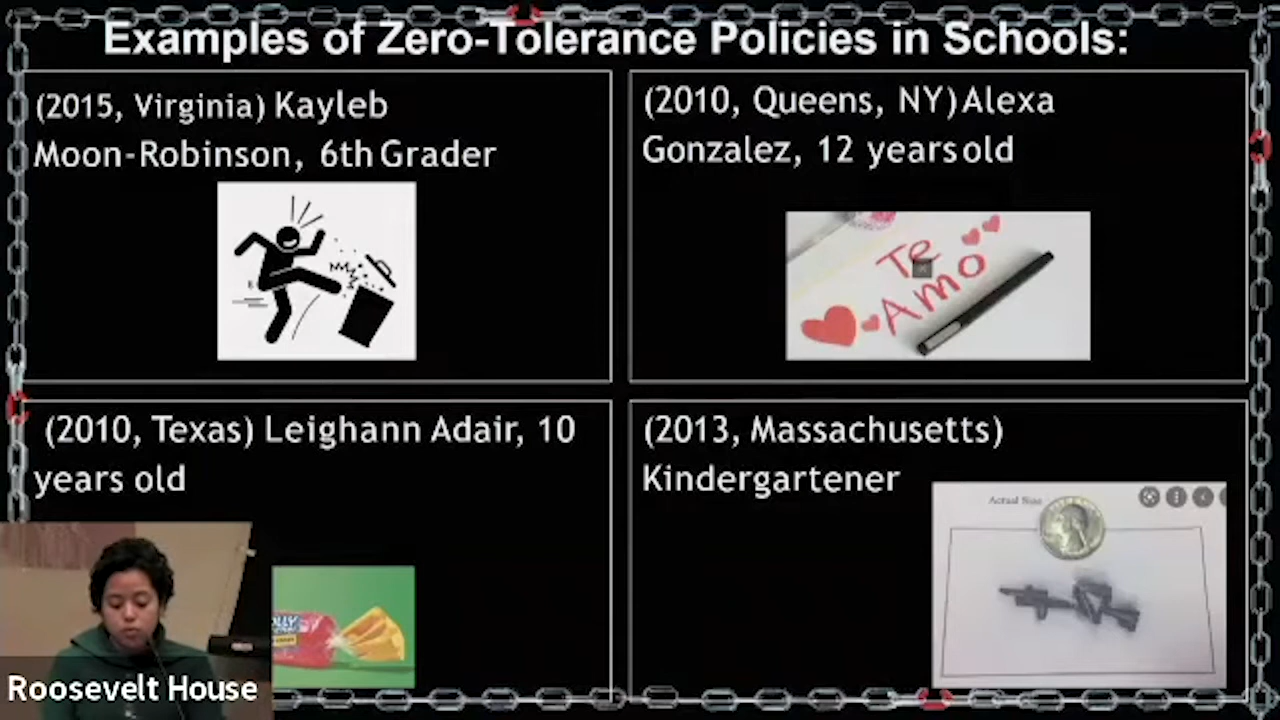 Examples of Zero-Tolerance Policies in Schools:
(2015, Virginia) Kayleb
Moon-Robinson, 6th Grader
(2010, Queens, NY) Alexa
Gonzalez, 12 years old
Te
Amo
(2010, Texas) Leighann Adair, 10
years old
(2013, Massachusetts)
Kindergartener
Actual Size
Roosevelt House